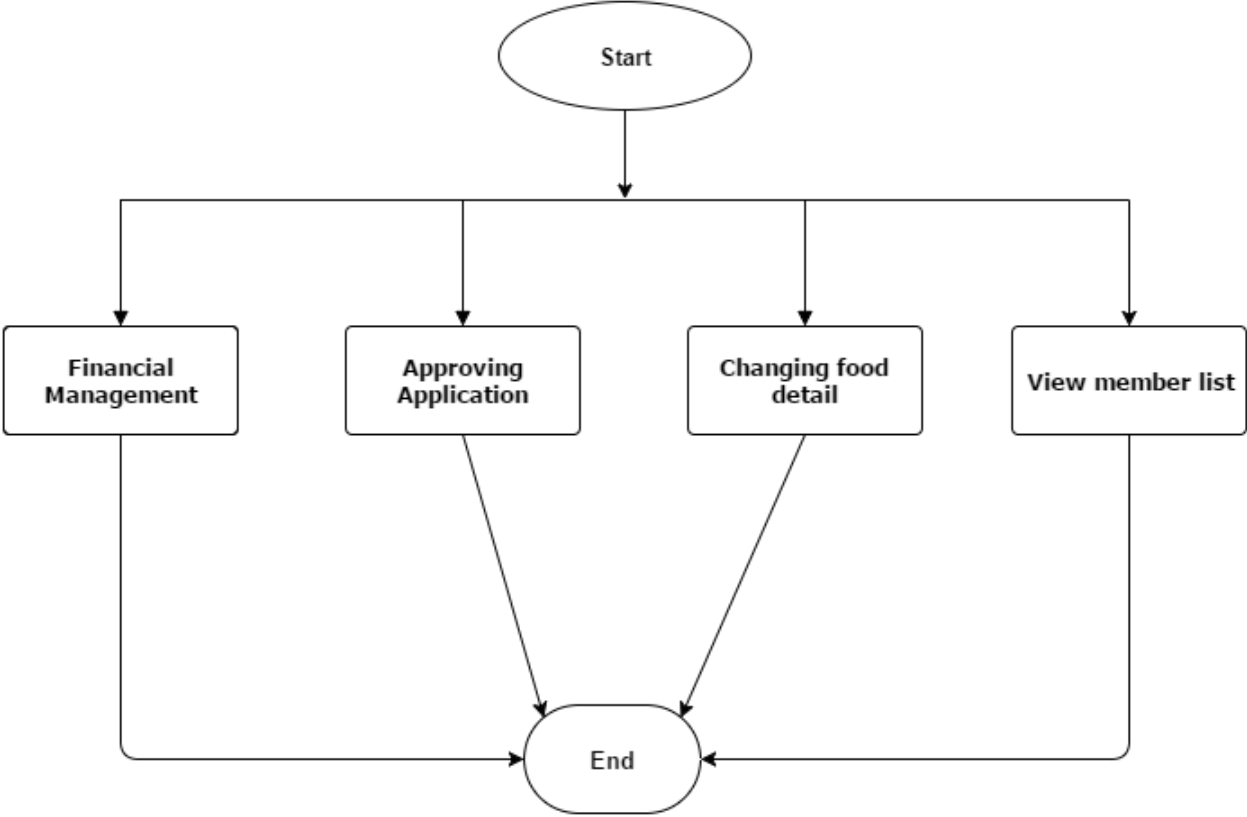 Start
Financial
Management
Approving
Application
Changing food
detail
View member list
End